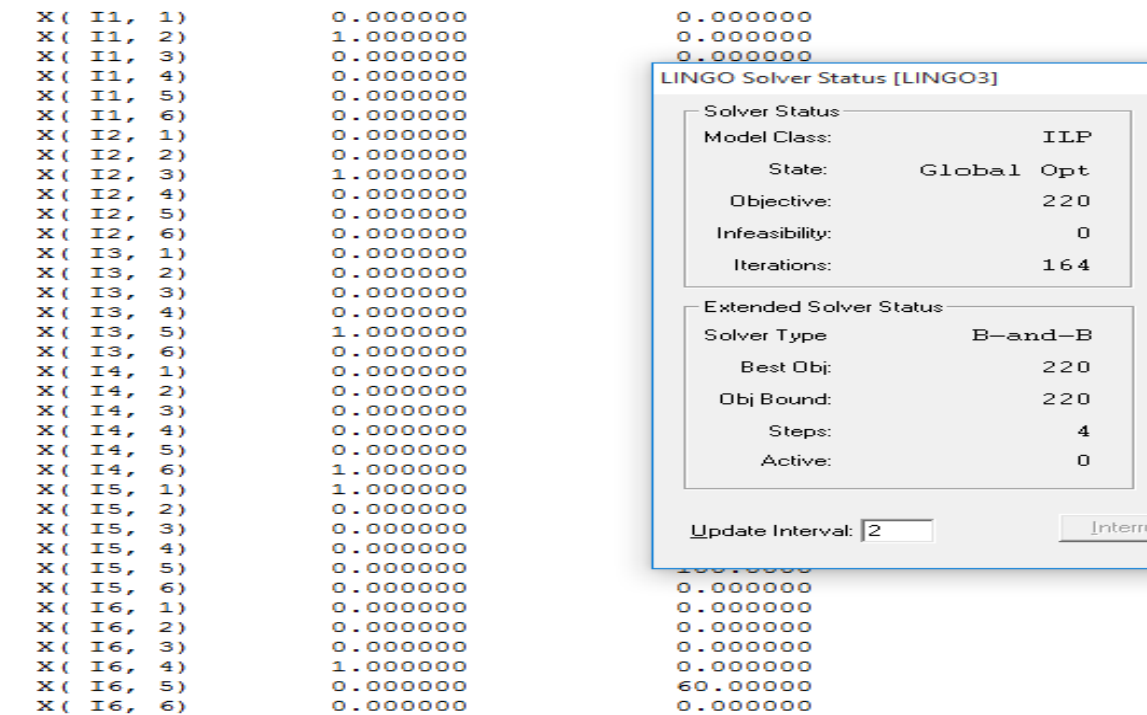 X( I1, 1) 0.000000 0.000000
X( I1, 2) 1.000000 0.000000
X( I1, 3) 0.000000 0.000000
X( I1, 4) 0.000000
X( I1, 5) 0.000000
X( I1, 6) 0.000000
X( I2, 1) 0.000000
X( I2, 2) 0.000000
X( I2, 3) 1.000000
X( I2, 4) 0.000000
X( I2, 5) 0.000000
X( I2, 6) 0.000000
X( I3, 1) 0.000000
X( I3, 2) 0.000000
X( I3, 3) 0.000000
X( I3, 4) 0.000000
X( I3, 5) 1.000000
X( I3, 6) 0.000000
X( I4, 1) 0.000000
X( I4, 2) 0.000000
X( I4, 3) 0.000000
X( I4, 4) 0.000000
X( I4, 5) 0.000000
X( I4, 6) 1.000000
X( I5, 1) 1.000000
X( I5, 2) 0.000000
X( I5, 3) 0.000000
X( I5, 4) 0.000000
X( I5, 5) 0.000000
X( I5, 6) 0.000000 0.000000
X( I6, 1) 0.000000 0.000000
X( I6, 2) 0.000000 0.000000
X( I6, 3) 0.000000 0.000000
X( I6, 4) 1.000000 0.000000
X( I6, 5) 0.000000 60.00000
X( I6, 6) 0.000000 0.000000
LINGO Solver Status [LINGO3]
Solver Status
Model Class: ILP
State: Global Opt
Objective: 220
Infeasibility: 0
Iterations: 164
Extended Solver Status
Solver Type B-and-B
Best Obj: 220
Obj Bound: 220
Steps: 4
Active: 0
Update Interval: 2